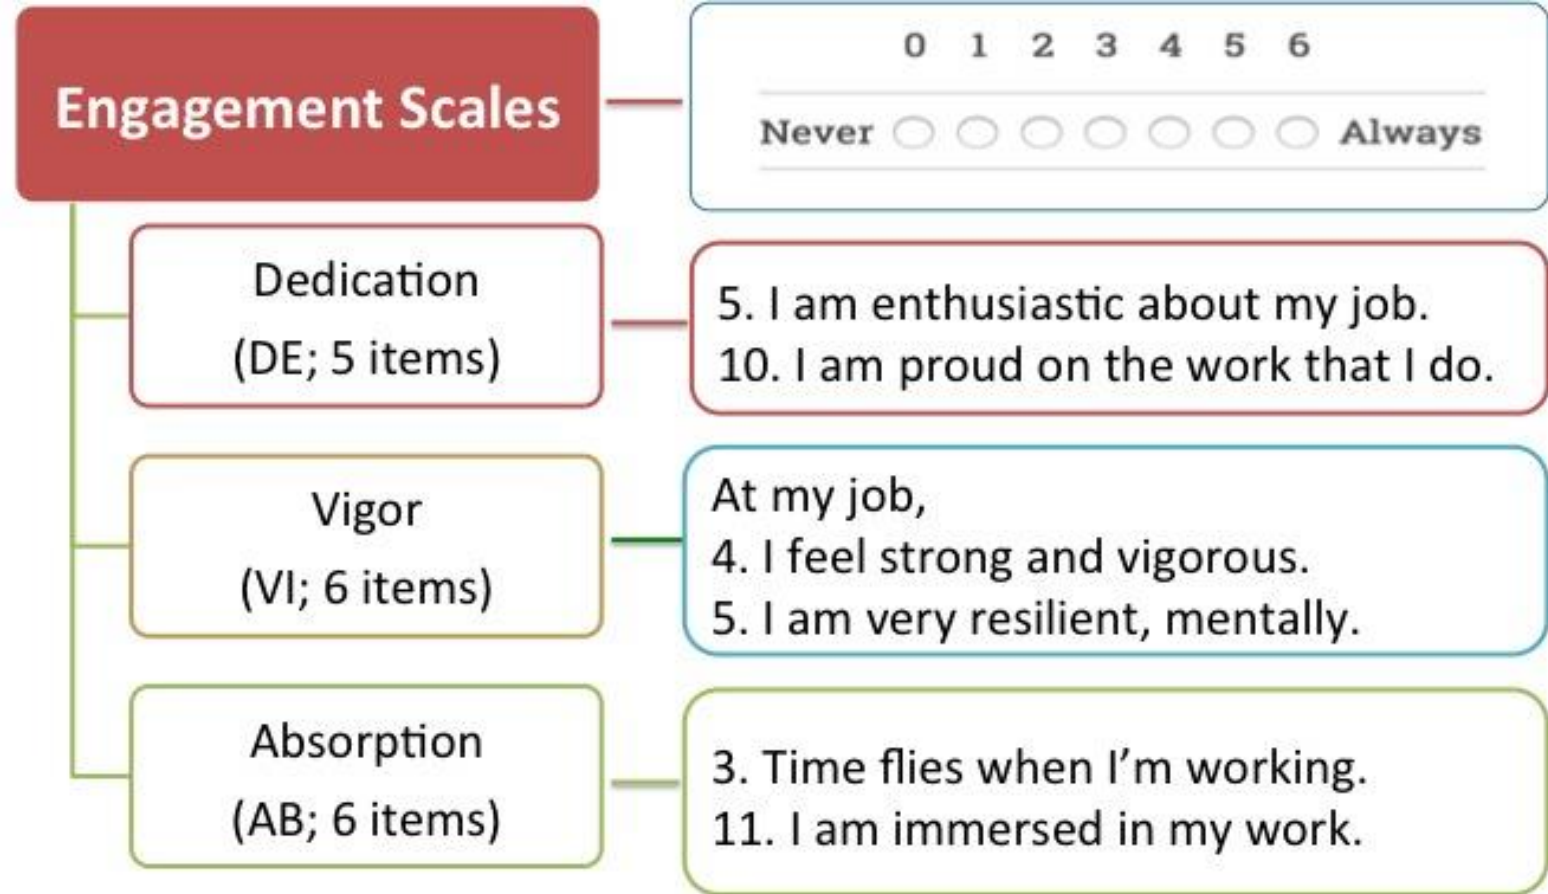 Engagement Scales
0 1 2 3 4 5 6
Never Always
Dedication
(DE; 5 items)
5. I am enthusiastic about my job.
10. I am proud on the work that I do.
Vigor
(VI; 6 items)
At my job,
4. I feel strong and vigorous.
5. I am very resilient, mentally.
Absorption
(AB; 6 items)
3. Time flies when I’m working.
11. I am immersed in my work.